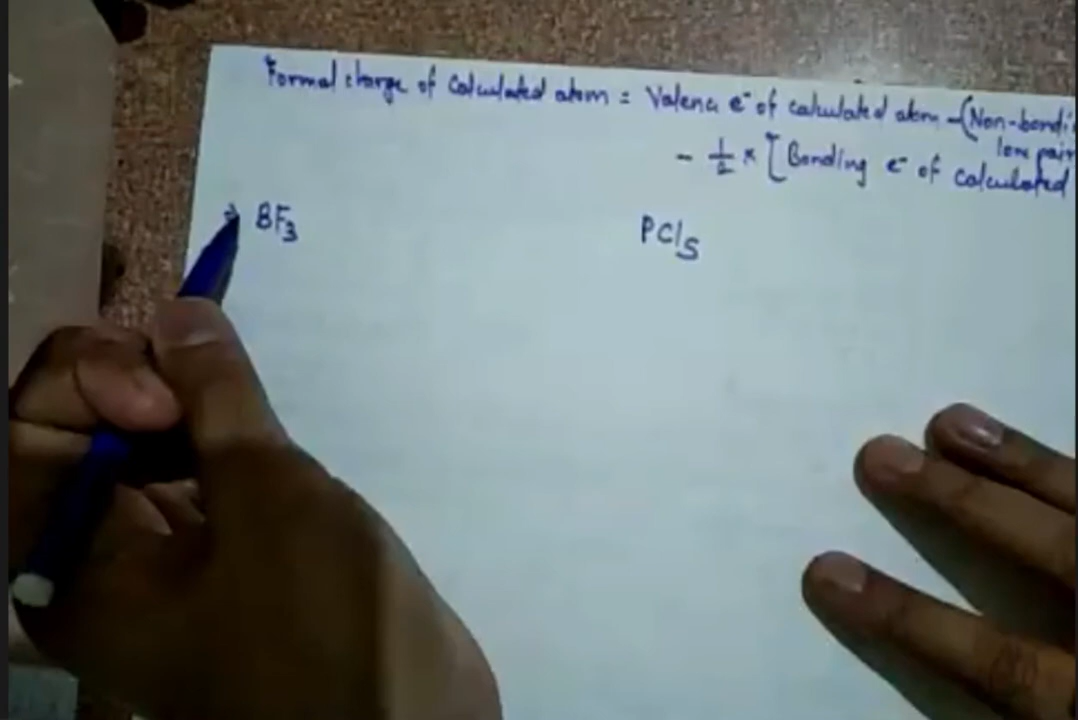 Formal charge of calculated atom = Valence e⁻ of calculated atom - (Non-bondi
lone pair
- 1/2 × [Bonding e⁻ of calculated
→ BF₃ PCl₅